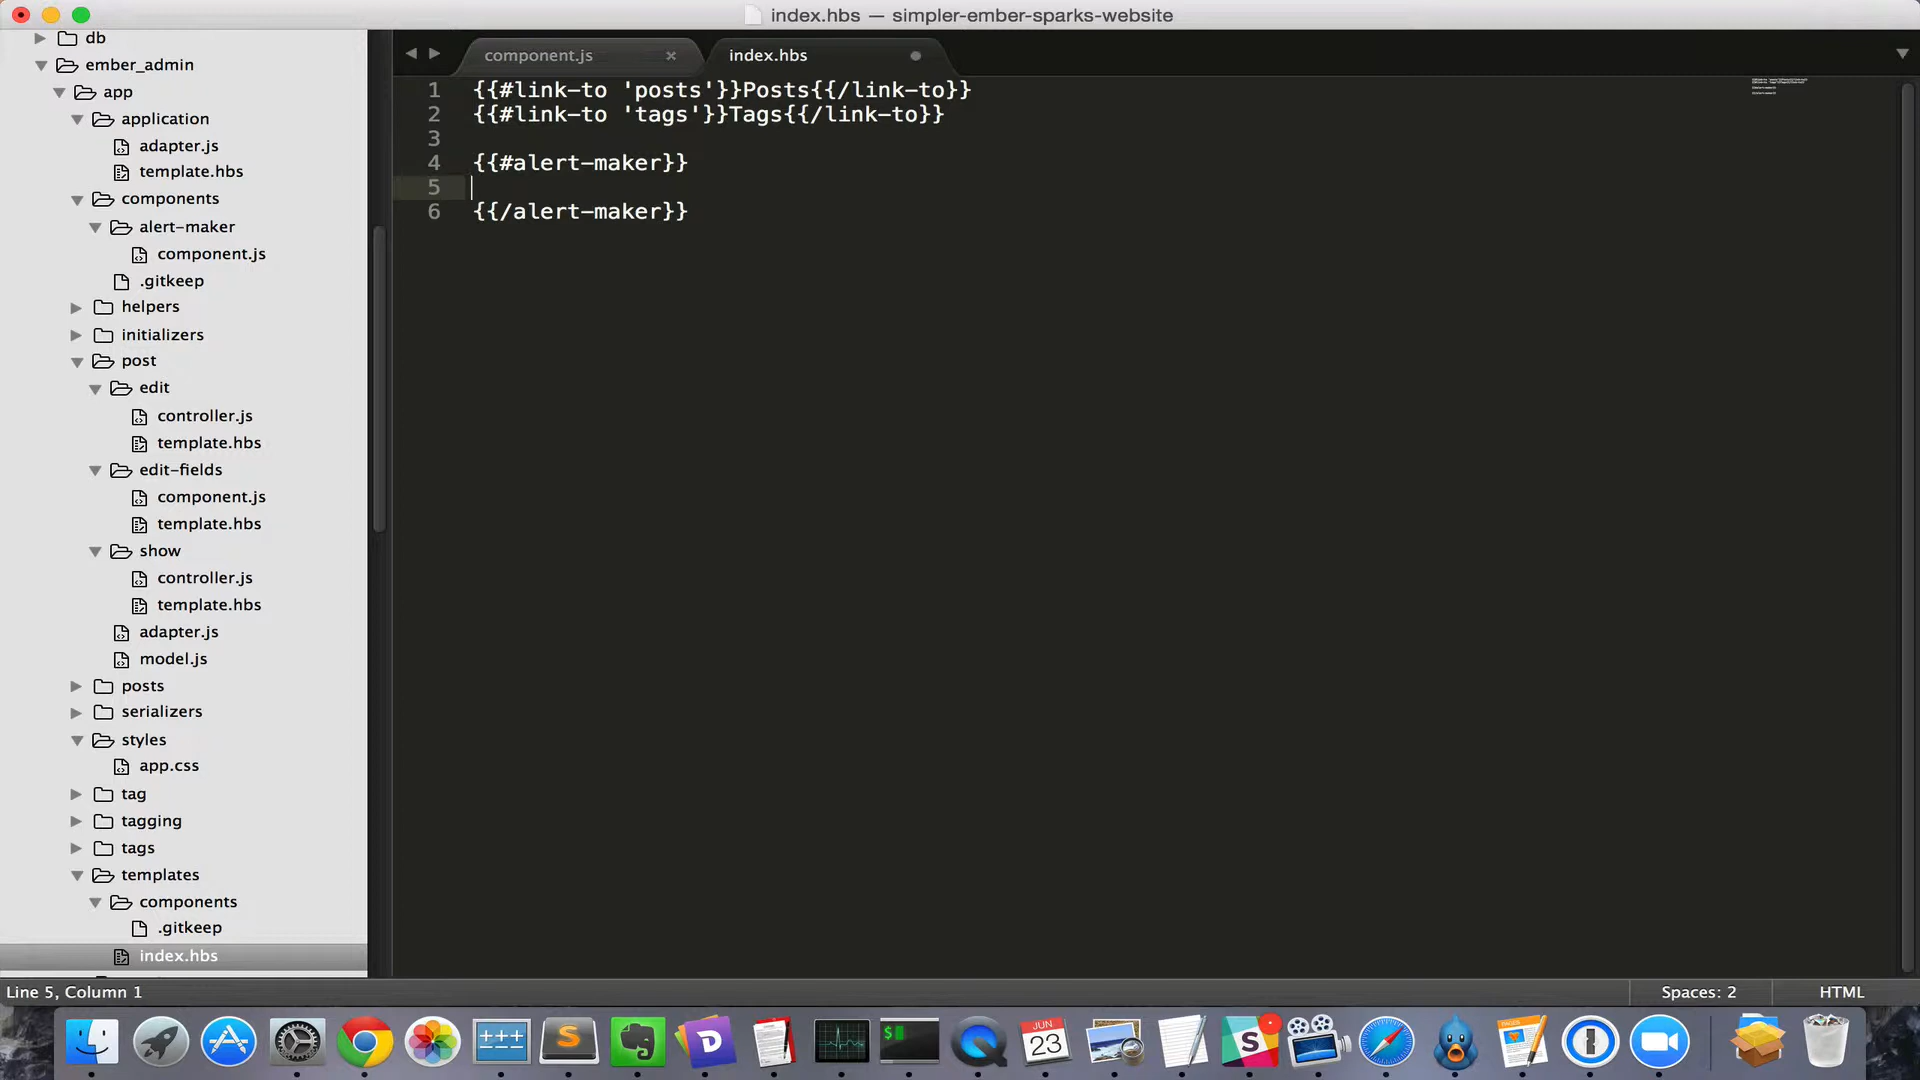 index.hbs — simpler-ember-sparks-website
db
ember_admin
app
application
adapter.js
template.hbs
components
alert-maker
component.js
.gitkeep
helpers
initializers
post
edit
controller.js
template.hbs
edit-fields
component.js
template.hbs
show
controller.js
template.hbs
adapter.js
model.js
posts
serializers
styles
app.css
tag
tagging
tags
templates
components
.gitkeep
index.hbs
component.js
index.hbs
1 {{#link-to 'posts'}}Posts{{/link-to}}
2 {{#link-to 'tags'}}Tags{{/link-to}}
3
4 {{#alert-maker}}
5
6 {{/alert-maker}}
Line 5, Column 1
Spaces: 2
HTML
JUN
23
PAGES